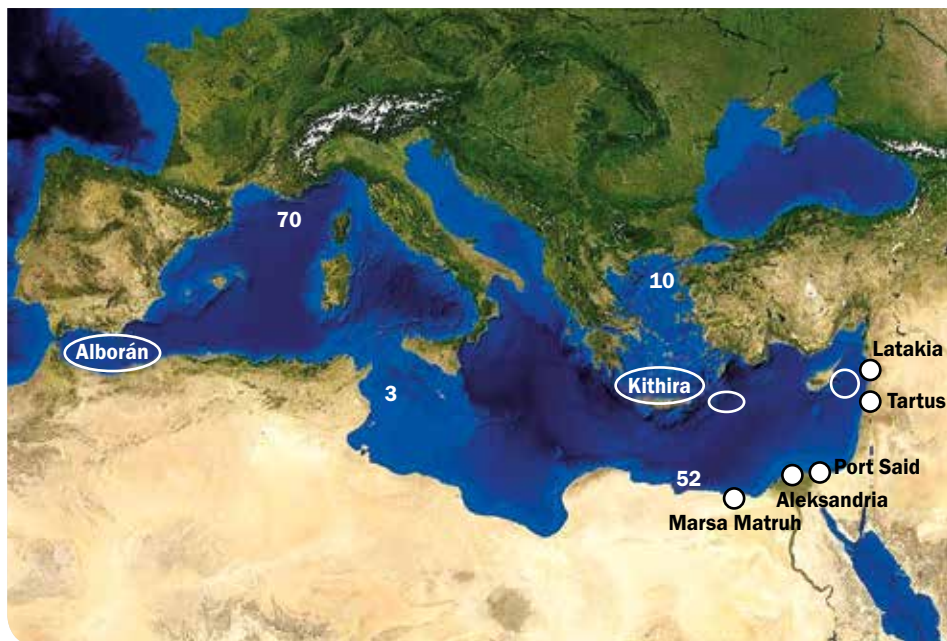 70
10
Alborán
Latakia
Kithira
3
Tartus
52
Port Said
Aleksandria
Marsa Matruh